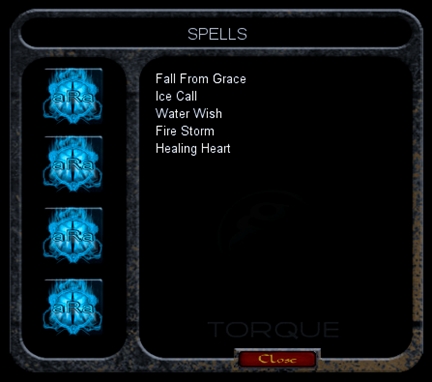 SPELLS
aRa
aRa
aRa
aRa
Fall From Grace
Ice Call
Water Wish
Fire Storm
Healing Heart
TORQUE
Close